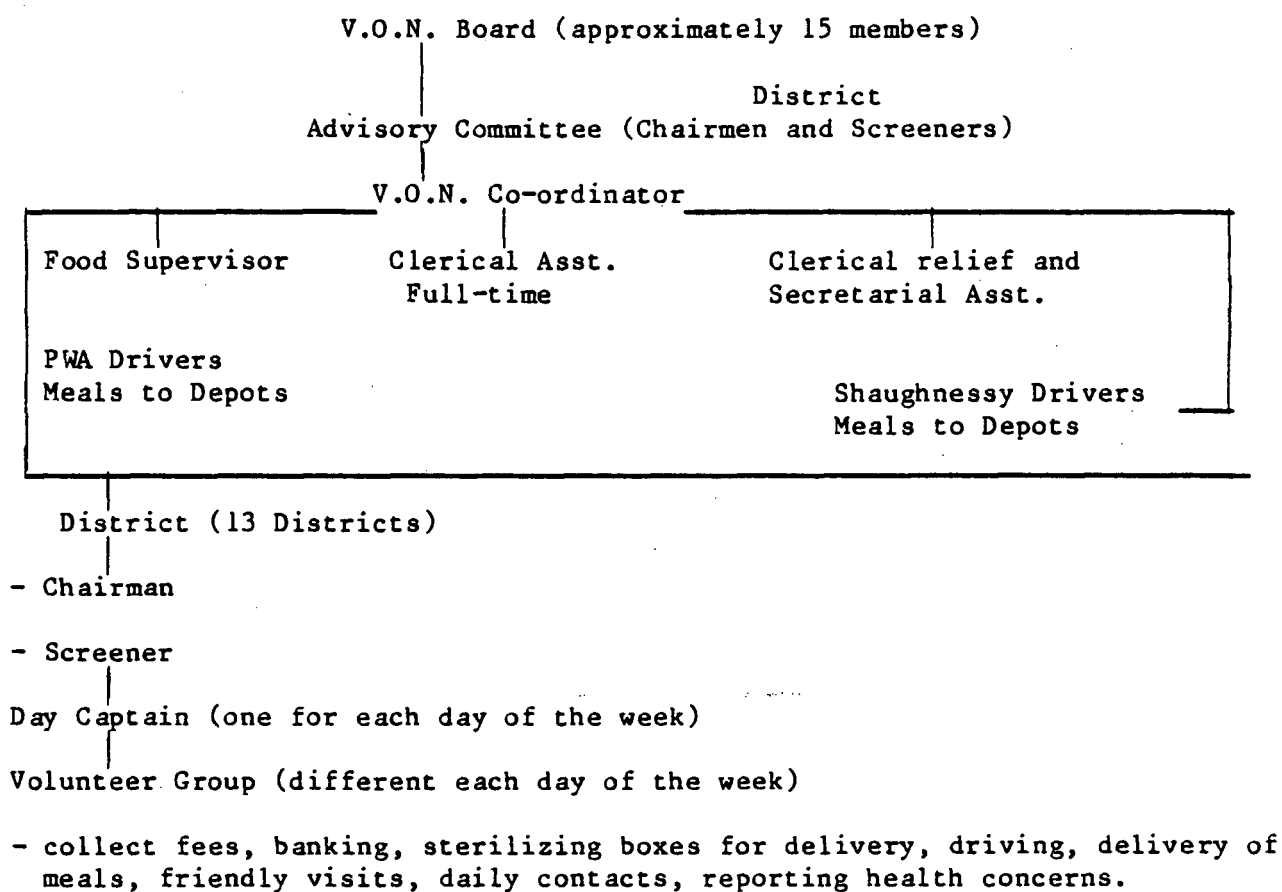 V.O.N. Board (approximately 15 members)
District
Advisory Committee (Chairmen and Screeners)
V.O.N. Co-ordinator
Food Supervisor
Clerical Asst.
Full-time
Clerical relief and
Secretarial Asst.
PWA Drivers
Meals to Depots
Shaughnessy Drivers
Meals to Depots
District (13 Districts)
- Chairman
- Screener
Day Captain (one for each day of the week)
Volunteer Group (different each day of the week)
- collect fees, banking, sterilizing boxes for delivery, driving, delivery of
meals, friendly visits, daily contacts, reporting health concerns.